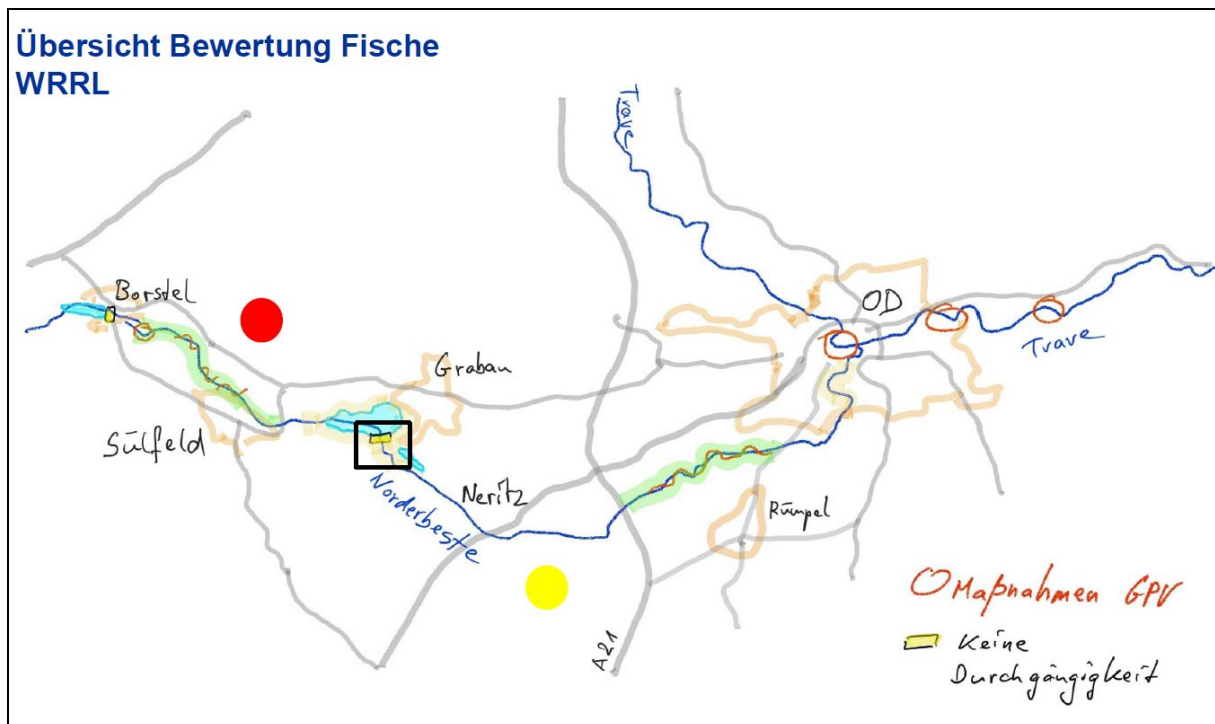 Übersicht Bewertung Fische
WRRL
Trave
Borstel
OD
Grabau
Trave
Sülfeld
Neritz
Norderbeste
Rümpel
Maßnahmen GPV
A21
Keine
Durchgängigkeit